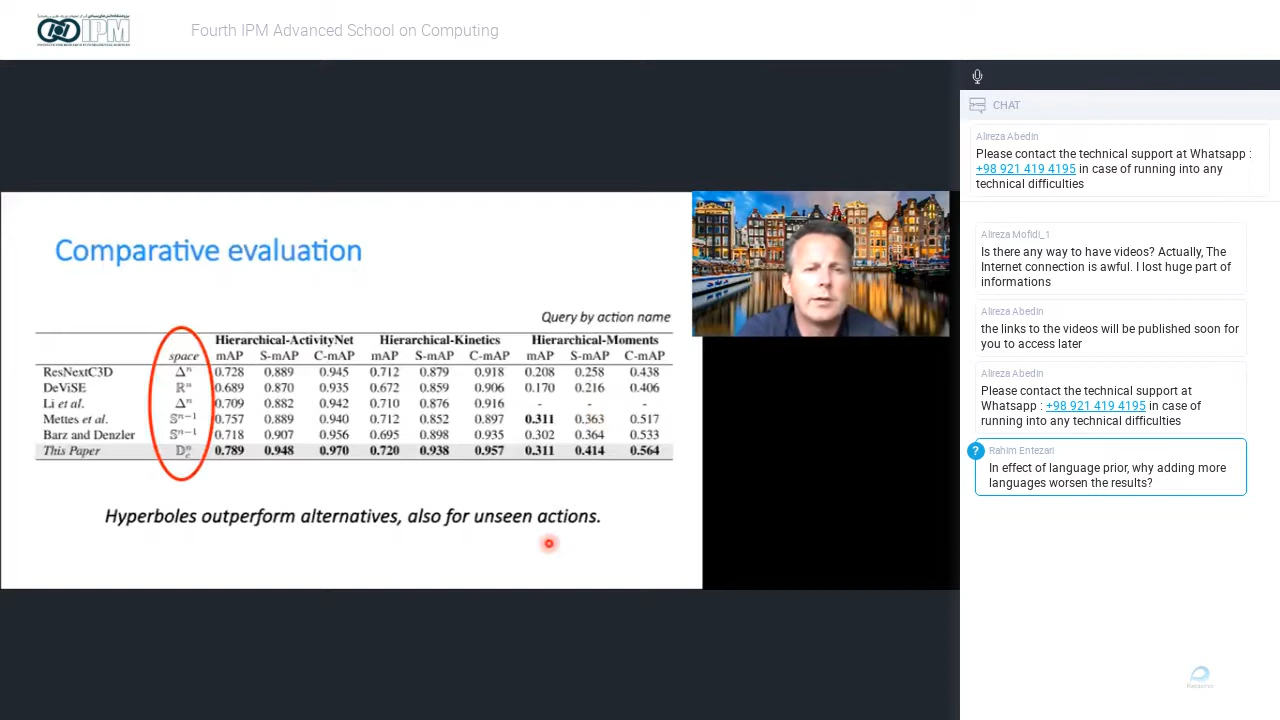 IPM
Fourth IPM Advanced School on Computing
Comparative evaluation
Query by action name
Hierarchical-ActivityNet Hierarchical-Kinetics Hierarchical-Moments
space mAP S-mAP C-mAP mAP S-mAP C-mAP mAP S-mAP C-mAP
ResNextC3D Δⁿ 0.728 0.889 0.945 0.712 0.879 0.918 0.208 0.258 0.438
DeViSE ℝⁿ 0.689 0.870 0.935 0.672 0.859 0.906 0.170 0.216 0.406
Li et al. Δⁿ 0.709 0.882 0.942 0.710 0.876 0.916 - - -
Mettes et al. 𝕊ⁿ⁻¹ 0.757 0.889 0.940 0.712 0.852 0.897 0.311 0.363 0.517
Barz and Denzler 𝕊ⁿ⁻¹ 0.718 0.907 0.956 0.695 0.898 0.935 0.302 0.364 0.533
This Paper 𝔻ⁿ_c 0.789 0.948 0.970 0.720 0.938 0.957 0.311 0.414 0.564
Hyperboles outperform alternatives, also for unseen actions.
CHAT
Alireza Abedin
Please contact the technical support at Whatsapp :
+98 921 419 4195 in case of running into any
technical difficulties
Alireza Mofidi_1
Is there any way to have videos? Actually, The
Internet connection is awful. I lost huge part of
informations
Alireza Abedin
the links to the videos will be published soon for
you to access later
Alireza Abedin
Please contact the technical support at
Whatsapp : +98 921 419 4195 in case of
running into any technical difficulties
?
Rahim Entezari
In effect of language prior, why adding more
languages worsen the results?